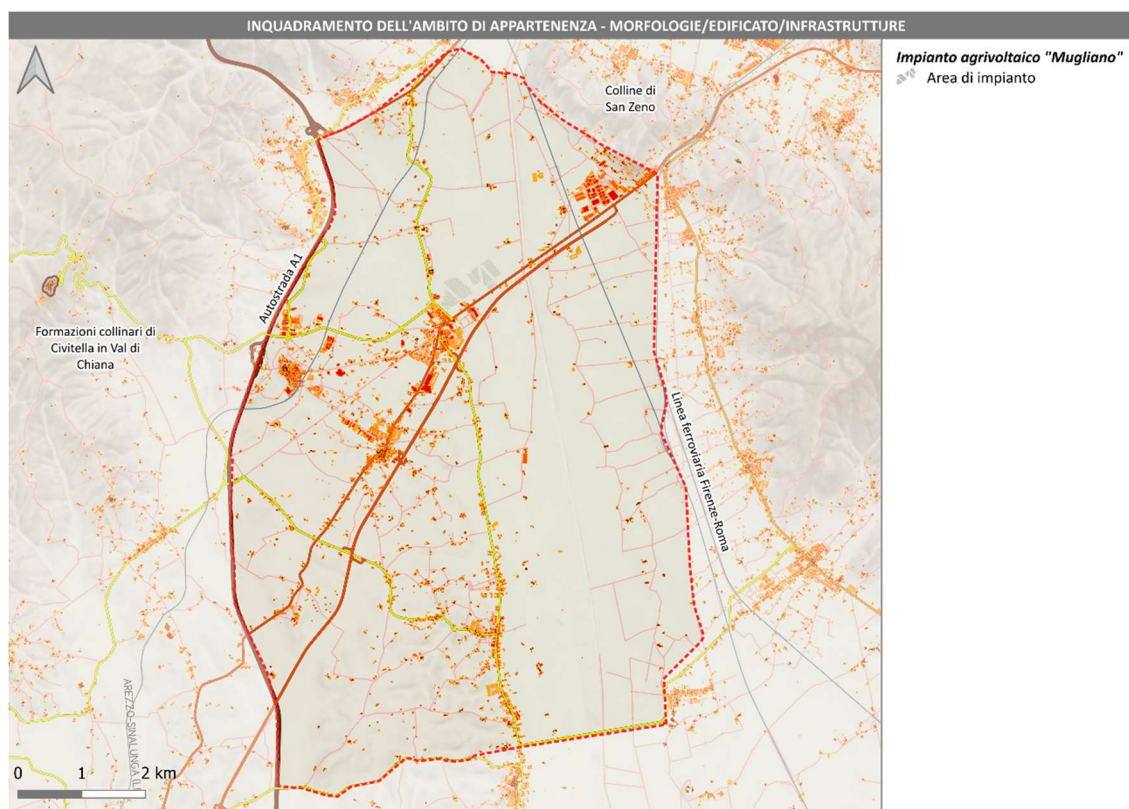 INQUADRAMENTO DELL'AMBITO DI APPARTENENZA - MORFOLOGIE/EDIFICATO/INFRASTRUTTURE
Impianto agrivoltaico "Mugliano"
Area di impianto
Colline di
San Zeno
Autostrada A1
Formazioni collinari di
Civitella in Val di
Chiana
Linea ferroviaria Firenze-Roma
AREZZO-SINALUNGA
0 1 2 km